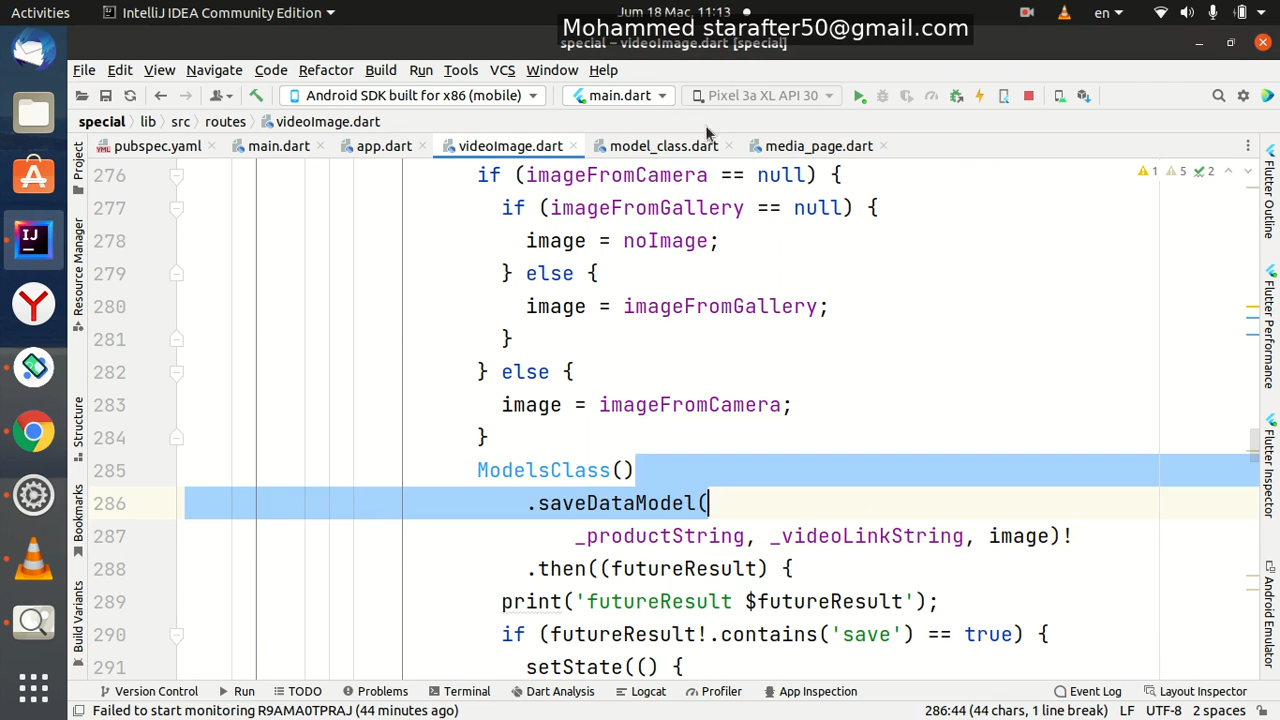 Activities IntelliJ IDEA Community Edition Jum 18 Mac, 11:13 en
Mohammed starafter50@gmail.com
special – videoImage.dart [special]
File Edit View Navigate Code Refactor Build Run Tools VCS Window Help
Android SDK built for x86 (mobile) main.dart Pixel 3a XL API 30
special lib src routes videoImage.dart
pubspec.yaml main.dart app.dart videoImage.dart model_class.dart media_page.dart
1 5 2
276 if (imageFromCamera == null) {
277 if (imageFromGallery == null) {
278 image = noImage;
279 } else {
280 image = imageFromGallery;
281 }
282 } else {
283 image = imageFromCamera;
284 }
285 ModelsClass()
286 .saveDataModel(
287 _productString, _videoLinkString, image)!
288 .then((futureResult) {
289 print('futureResult $futureResult');
290 if (futureResult!.contains('save') == true) {
291 setState(() {
Project
Resource Manager
Structure
Bookmarks
Build Variants
Flutter Outline
Flutter Performance
Flutter Inspector
Android Emulator
Version Control Run TODO Problems Terminal Dart Analysis Logcat Profiler App Inspection Event Log Layout Inspector
Failed to start monitoring R9AMA0TPRAJ (44 minutes ago) 286:44 (44 chars, 1 line break) LF UTF-8 2 spaces